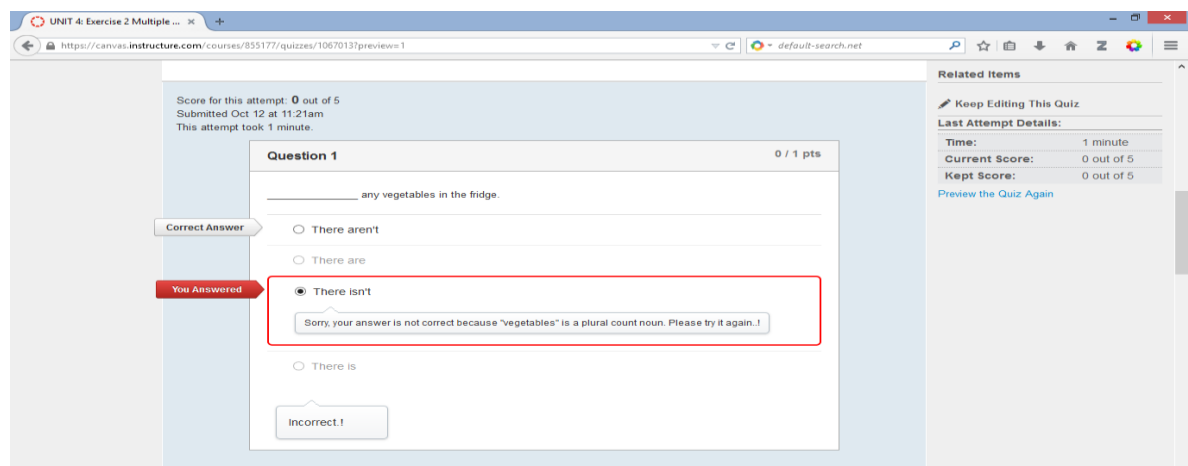 UNIT 4: Exercise 2 Multiple ...
https://canvas.instructure.com/courses/855177/quizzes/1067013?preview=1
default-search.net
Score for this attempt: 0 out of 5
Submitted Oct 12 at 11:21am
This attempt took 1 minute.
Question 1 0 / 1 pts
_______________ any vegetables in the fridge.
Correct Answer There aren't
There are
You Answered There isn't
Sorry, your answer is not correct because "vegetables" is a plural count noun. Please try it again..!
There is
Incorrect.!
Related Items
Keep Editing This Quiz
Last Attempt Details:
Time: 1 minute
Current Score: 0 out of 5
Kept Score: 0 out of 5
Preview the Quiz Again